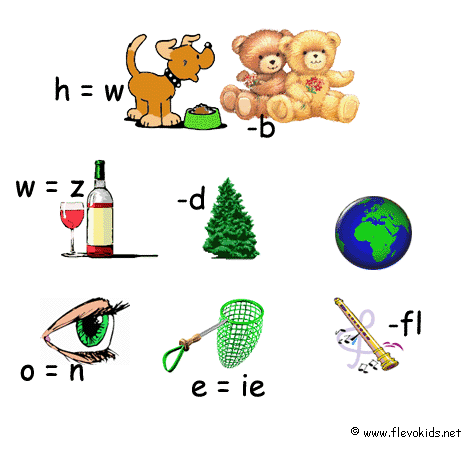 h = w
-b
w = z
-d
o = n
e = ie
-fl
© www.flevokids.net